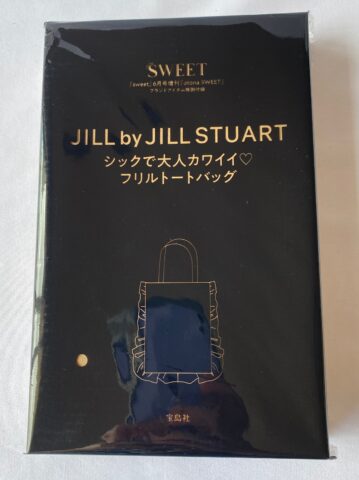 SWEET
「sweet」6月号増刊「otona SWEET」
ブランドアイテム特別付録
JILL by JILL STUART
シックで大人カワイイ♡
フリルトートバッグ
宝島社